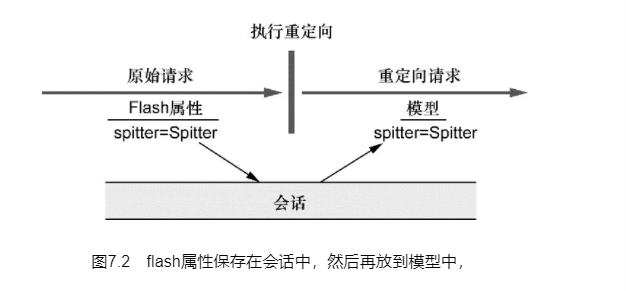 执行重定向
原始请求
重定向请求
Flash属性
模型
spitter=Spitter
spitter=Spitter
会话
图7.2 flash属性保存在会话中，然后再放到模型中，